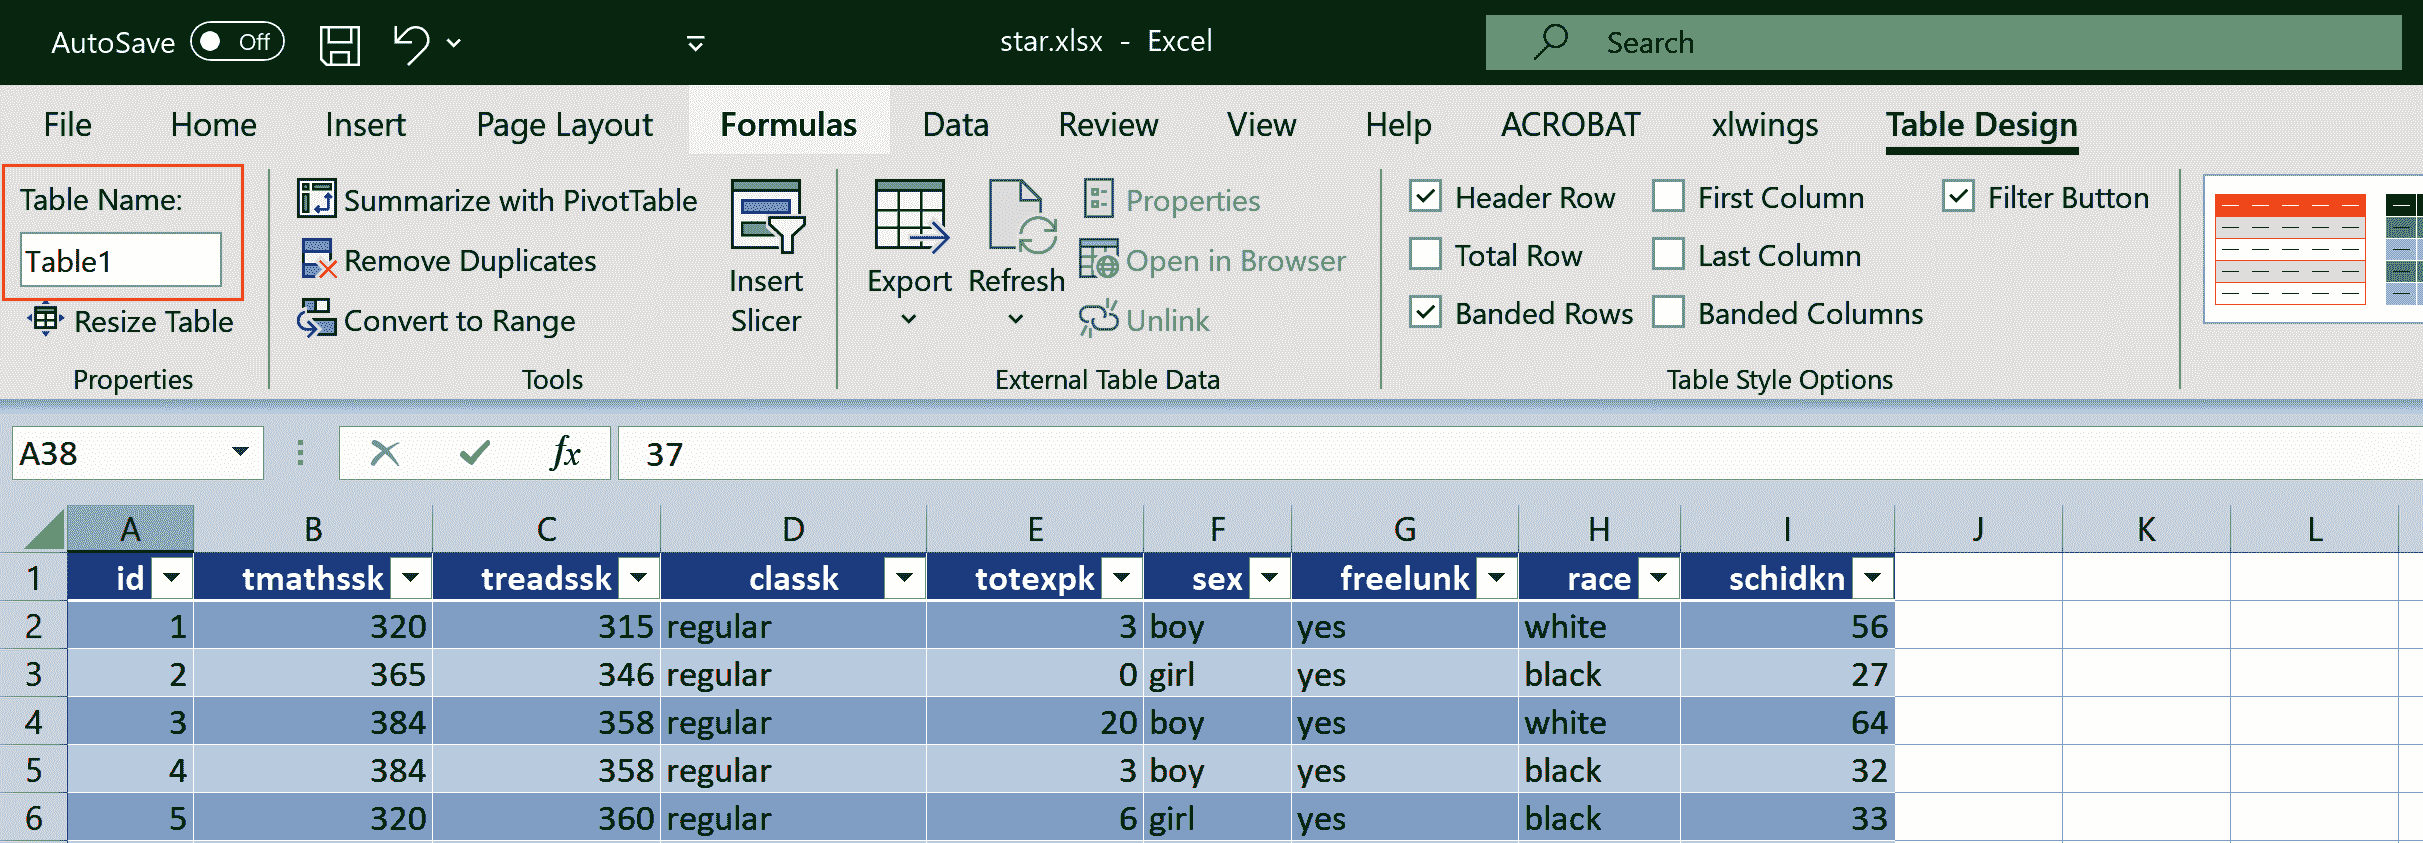 AutoSave Off star.xlsx - Excel Search
File Home Insert Page Layout Formulas Data Review View Help ACROBAT xlwings Table Design
Table Name:
Table1
Resize Table
Properties
Summarize with PivotTable
Remove Duplicates
Convert to Range
Insert
Slicer
Tools
Export
Refresh
Properties
Open in Browser
Unlink
External Table Data
Header Row First Column Filter Button
Total Row Last Column
Banded Rows Banded Columns
Table Style Options
A38 fx 37
A B C D E F G H I J K L
1 id tmathssk treadssk classk totexpk sex freelunk race schidkn
2 1 320 315 regular 3 boy yes white 56
3 2 365 346 regular 0 girl yes black 27
4 3 384 358 regular 20 boy yes white 64
5 4 384 358 regular 3 boy yes black 32
6 5 320 360 regular 6 girl yes black 33